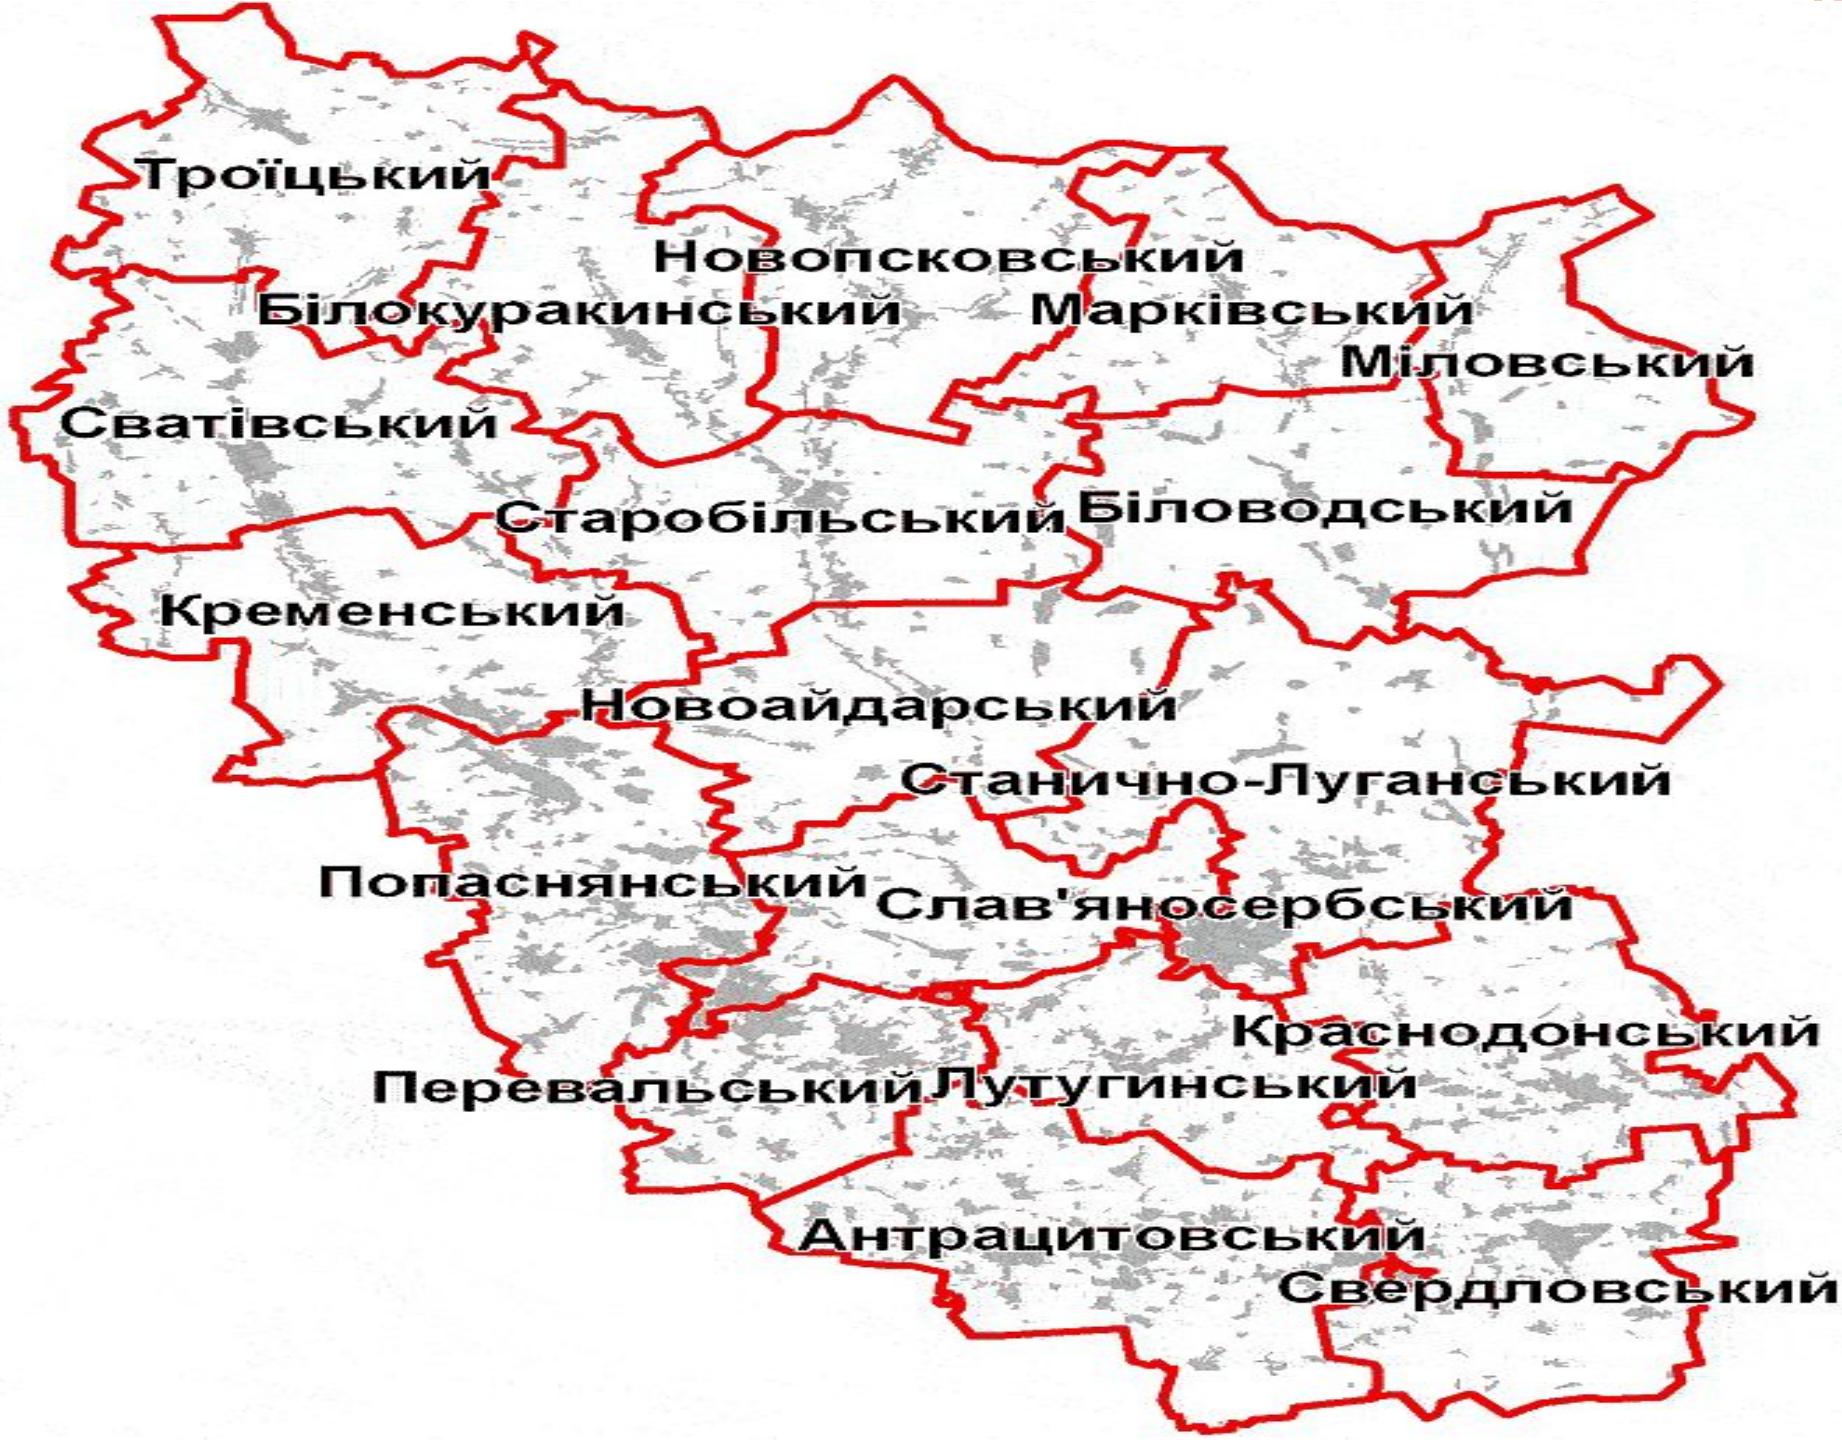 Троїцький
Новопсковський
Білокуракинський
Марківський
Міловський
Сватівський
Старобільський
Біловодський
Кременський
Новоайдарський
Станично-Луганський
Попаснянський
Слав'яносербський
Краснодонський
Перевальський
Лутугинський
Антрацитовський
Свердловський